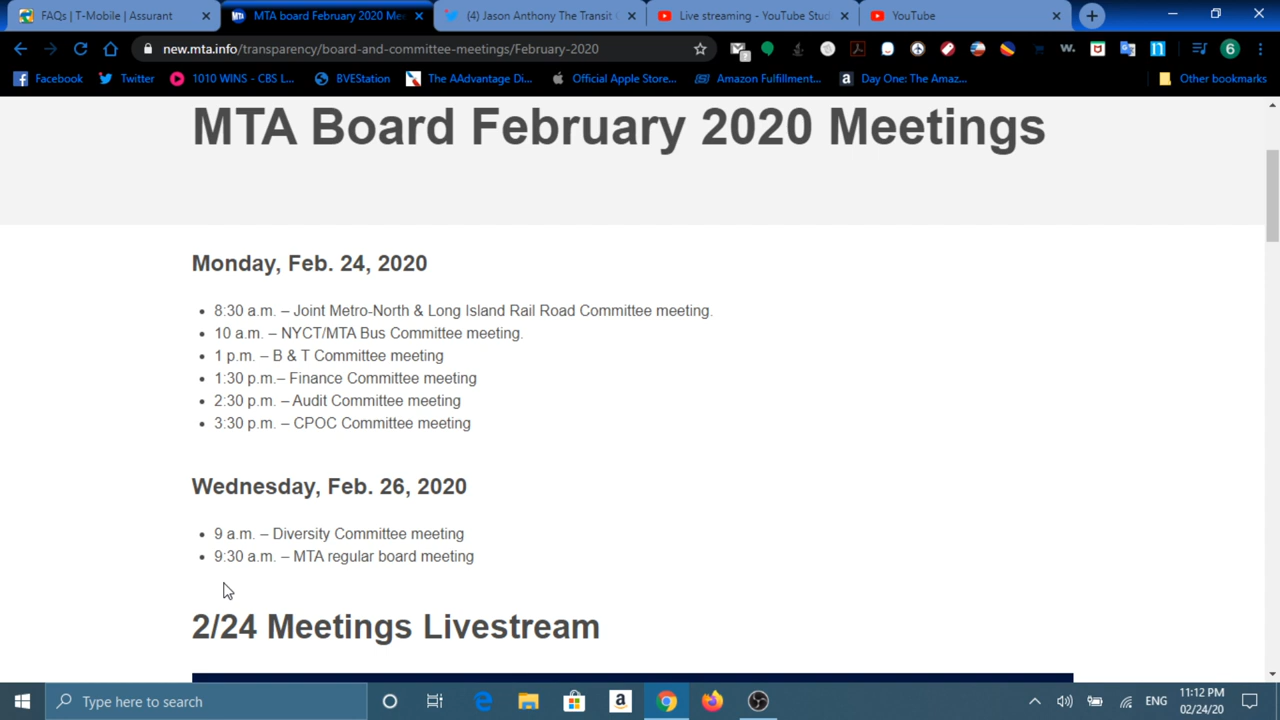 FAQs | T-Mobile | Assurant
MTA board February 2020 Me
(4) Jason Anthony The Transit
Live streaming - YouTube Stud
YouTube
new.mta.info/transparency/board-and-committee-meetings/February-2020
6
Facebook
Twitter
1010 WINS - CBS L...
BVEStation
The AAdvantage Di...
Official Apple Store...
Amazon Fulfillment...
Day One: The Amaz...
Other bookmarks
MTA Board February 2020 Meetings
Monday, Feb. 24, 2020
• 8:30 a.m. – Joint Metro-North & Long Island Rail Road Committee meeting.
• 10 a.m. – NYCT/MTA Bus Committee meeting.
• 1 p.m. – B & T Committee meeting
• 1:30 p.m.– Finance Committee meeting
• 2:30 p.m. – Audit Committee meeting
• 3:30 p.m. – CPOC Committee meeting
Wednesday, Feb. 26, 2020
• 9 a.m. – Diversity Committee meeting
• 9:30 a.m. – MTA regular board meeting
2/24 Meetings Livestream
Type here to search
ENG
11:12 PM
02/24/20